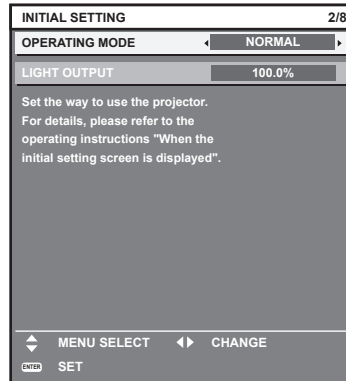 INITIAL SETTING 2/8
OPERATING MODE NORMAL
LIGHT OUTPUT 100.0%
Set the way to use the projector.
For details, please refer to the
operating instructions "When the
initial setting screen is displayed".
MENU SELECT CHANGE
ENTER SET